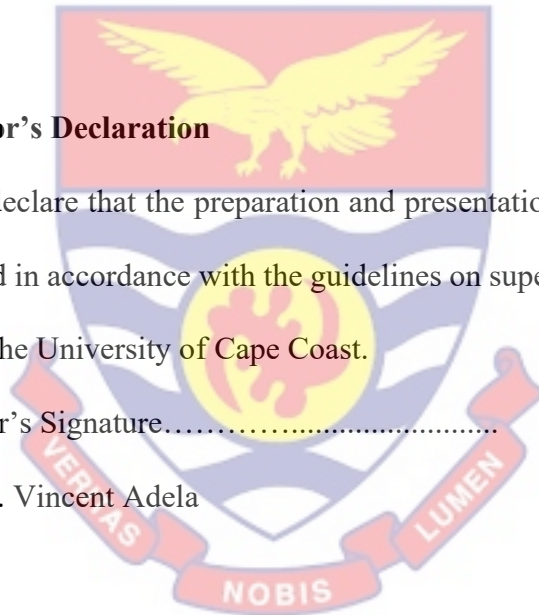 or's Declaration
declare that the preparation and presentatio
d in accordance with the guidelines on supe
he University of Cape Coast.
r's Signature…………...........................
. Vincent Adela
VERITAS
NOBIS
LUMEN